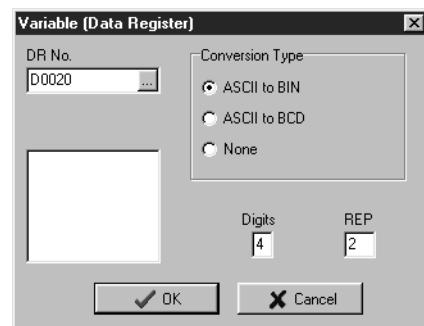 Variable (Data Register)
DR No.
D0020 ...
Conversion Type
ASCII to BIN
ASCII to BCD
None
Digits REP
4 2
OK Cancel